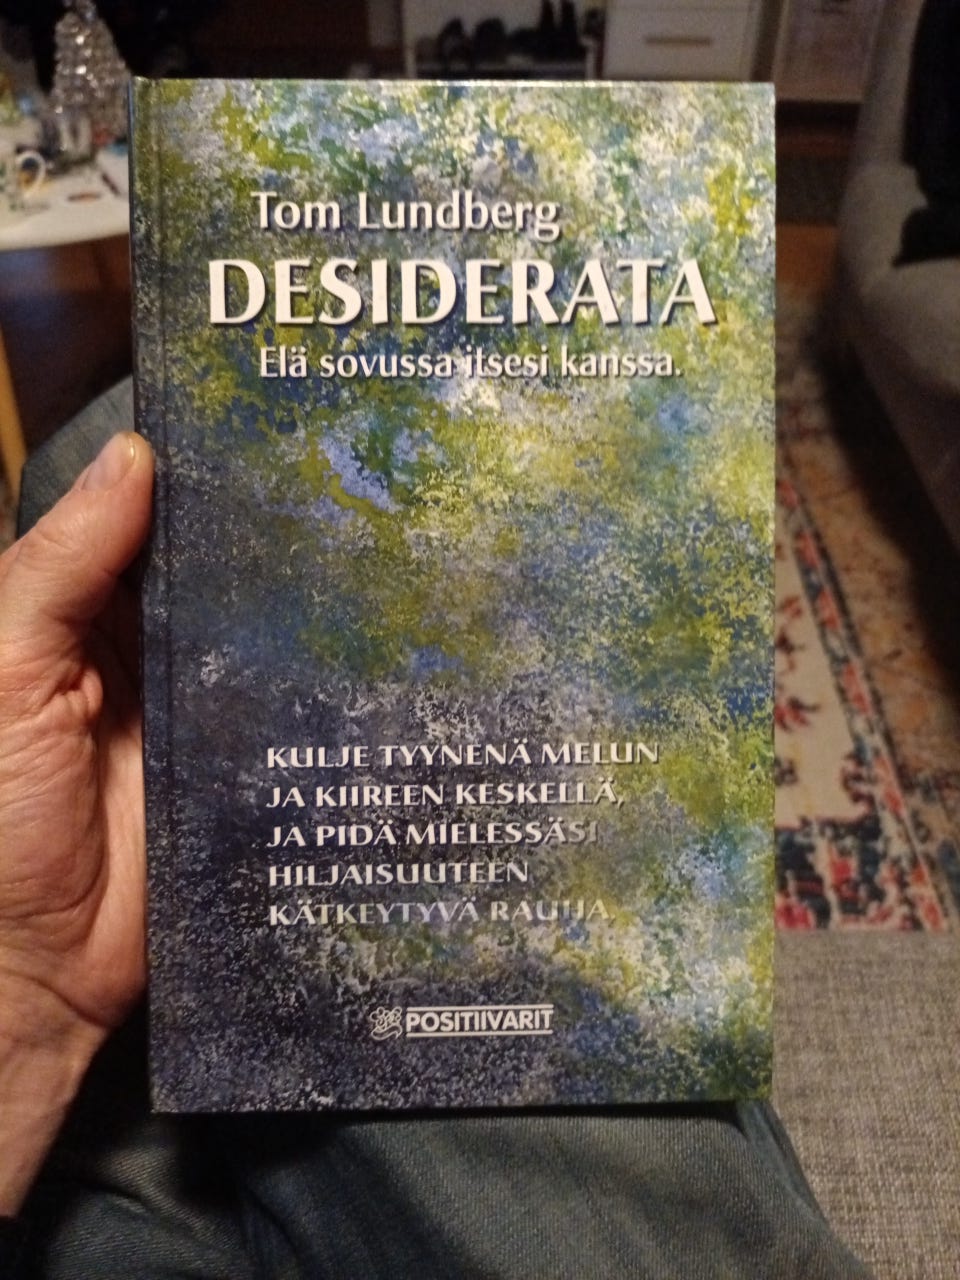 Tom Lundberg
DESIDERATA
Elä sovussa itsesi kanssa.
KULJE TYYNENÄ MELUN
JA KIIREEN KESKELLÄ,
JA PIDÄ MIELESSÄSI
HILJAISUUTEEN
KÄTKEYTYVÄ RAUHA.
POSITIIVARIT